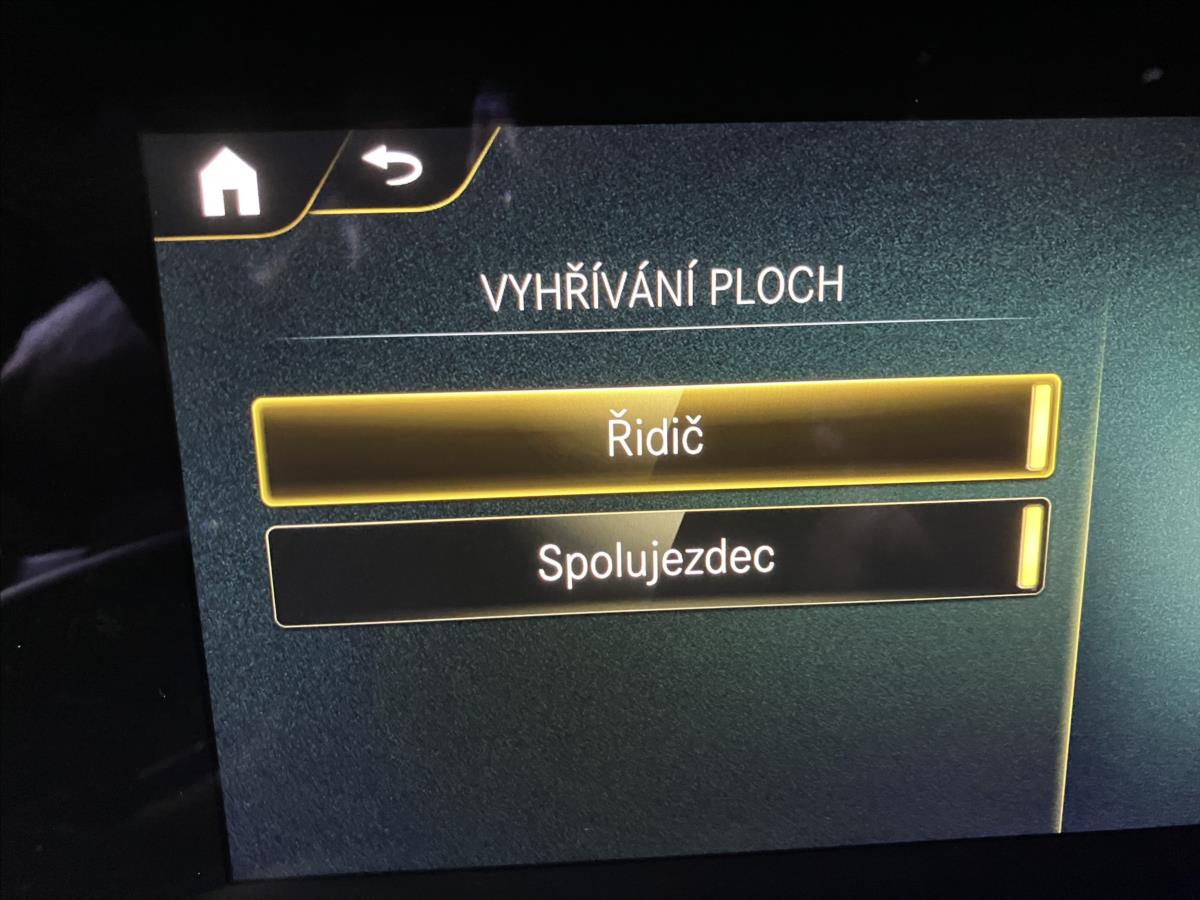 VYHŘÍVÁNÍ PLOCH
Řidič
Spolujezdec